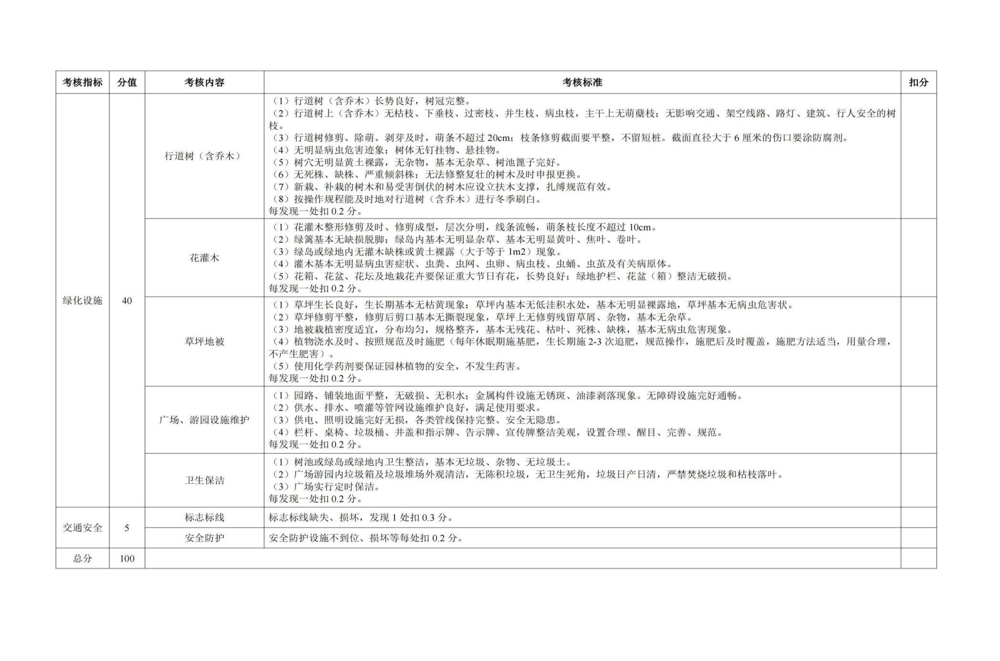 考核指标 分值 考核内容 考核标准 扣分
绿化设施 40
行道树（含乔木）
（1）行道树（含乔木）长势良好，树冠完整。
（2）行道树上（含乔木）无枯枝、下垂枝、过密枝、并生枝、病虫枝，主干上无萌蘖枝；无影响交通、架空线路、路灯、建筑、行人安全的树
枝。
（3）行道树修剪、除萌、剥芽及时，萌条不超过 20cm；枝条修剪截面要平整，不留短桩。截面直径大于 6 厘米的伤口要涂防腐剂。
（4）无明显病虫危害迹象；树体无钉挂物、悬挂物。
（5）树穴无明显黄土裸露，无杂物，基本无杂草、树池篦子完好。
（6）无死株、缺株、严重倾斜株；无法修整复壮的树木及时申报更换。
（7）新栽、补栽的树木和易受害倒伏的树木应设立扶木支撑，扎缚规范有效。
（8）按操作规程能及时地对行道树（含乔木）进行冬季刷白。
每发现一处扣 0.2 分。
花灌木
（1）花灌木整形修剪及时、修剪成型，层次分明，线条流畅，萌条枝长度不超过 10cm。
（2）绿篱基本无缺损脱脚；绿岛内基本无明显杂草、基本无明显黄叶、焦叶、卷叶。
（3）绿岛或绿地内无灌木缺株或黄土裸露（大于等于 1m2）现象。
（4）灌木基本无明显病虫害症状、虫粪、虫网、虫卵、病虫枝、虫蛹、虫茧及有关病原体。
（5）花箱、花盆、花坛及地栽花卉要保证重大节日有花，长势良好；绿地护栏、花盆（箱）整洁无破损。
每发现一处扣 0.2 分。
草坪地被
（1）草坪生长良好，生长期基本无枯黄现象；草坪内基本无低洼积水处，基本无明显裸露地，草坪基本无病虫危害状。
（2）草坪修剪平整，修剪后剪口基本无撕裂现象，草坪上无修剪残留草屑、杂物，基本无杂草。
（3）地被栽植密度适宜，分布均匀，规格整齐，基本无残花、枯叶、死株、缺株，基本无病虫危害现象。
（4）植物浇水及时、按照规范及时施肥（每年休眠期施基肥，生长期施 2-3 次追肥，规范操作，施肥后及时覆盖，施肥方法适当，用量合理，
不产生肥害）。
（5）使用化学药剂要保证园林植物的安全，不发生药害。
每发现一处扣 0.2 分。
广场、游园设施维护
（1）园路、铺装地面平整，无破损、无积水；金属构件设施无锈斑、油漆剥落现象。无障碍设施完好通畅。
（2）供水、排水、喷灌等管网设施维护良好，满足使用要求。
（3）供电、照明设施完好无损，各类管线保持完整、安全无隐患。
（4）栏杆、桌椅、垃圾桶、井盖和指示牌、告示牌、宣传牌整洁美观，设置合理、醒目、完善、规范。
每发现一处扣 0.2 分。
卫生保洁
（1）树池或绿岛或绿地内卫生整洁，基本无垃圾、杂物、无垃圾土。
（2）广场游园内垃圾箱及垃圾堆场外观清洁，无陈积垃圾，无卫生死角，垃圾日产日清，严禁焚烧垃圾和枯枝落叶。
（3）广场实行定时保洁。
每发现一处扣 0.2 分。
交通安全 5
标志标线 标志标线缺失、损坏，发现 1 处扣 0.3 分。
安全防护 安全防护设施不到位、损坏等每处扣 0.2 分。
总分 100